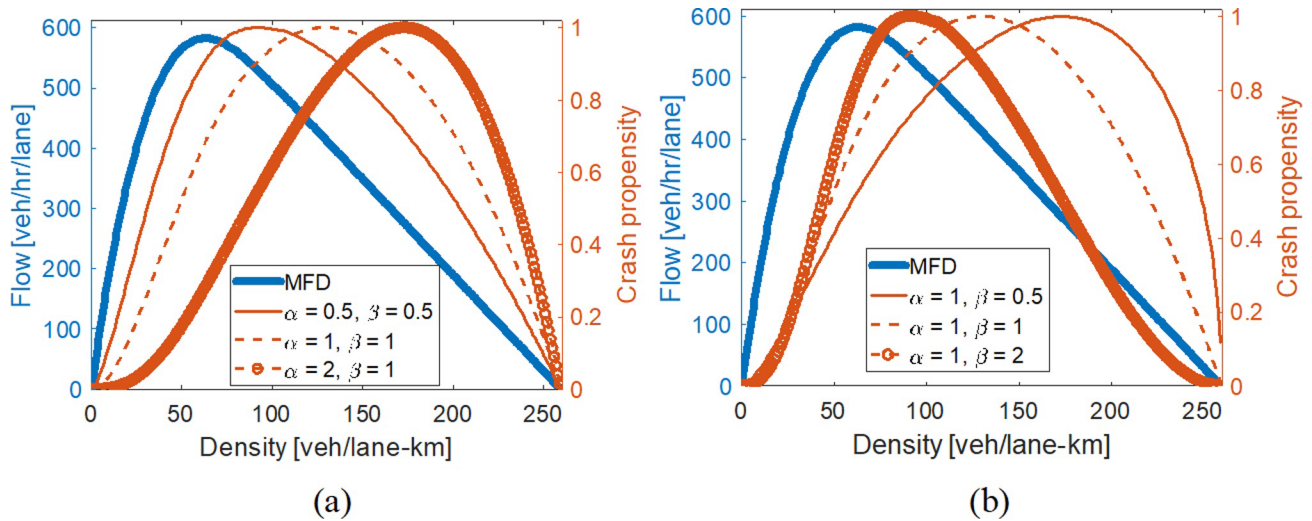 600
500
400
300
200
100
0
Flow [veh/hr/lane]
1
0.8
0.6
0.4
0.2
0
Crash propensity
MFD
α = 0.5, β = 0.5
α = 1, β = 1
α = 2, β = 1
0 50 100 150 200 250
Density [veh/lane-km]
(a)
600
500
400
300
200
100
0
Flow [veh/hr/lane]
1
0.8
0.6
0.4
0.2
0
Crash propensity
MFD
α = 1, β = 0.5
α = 1, β = 1
α = 1, β = 2
0 50 100 150 200 250
Density [veh/lane-km]
(b)